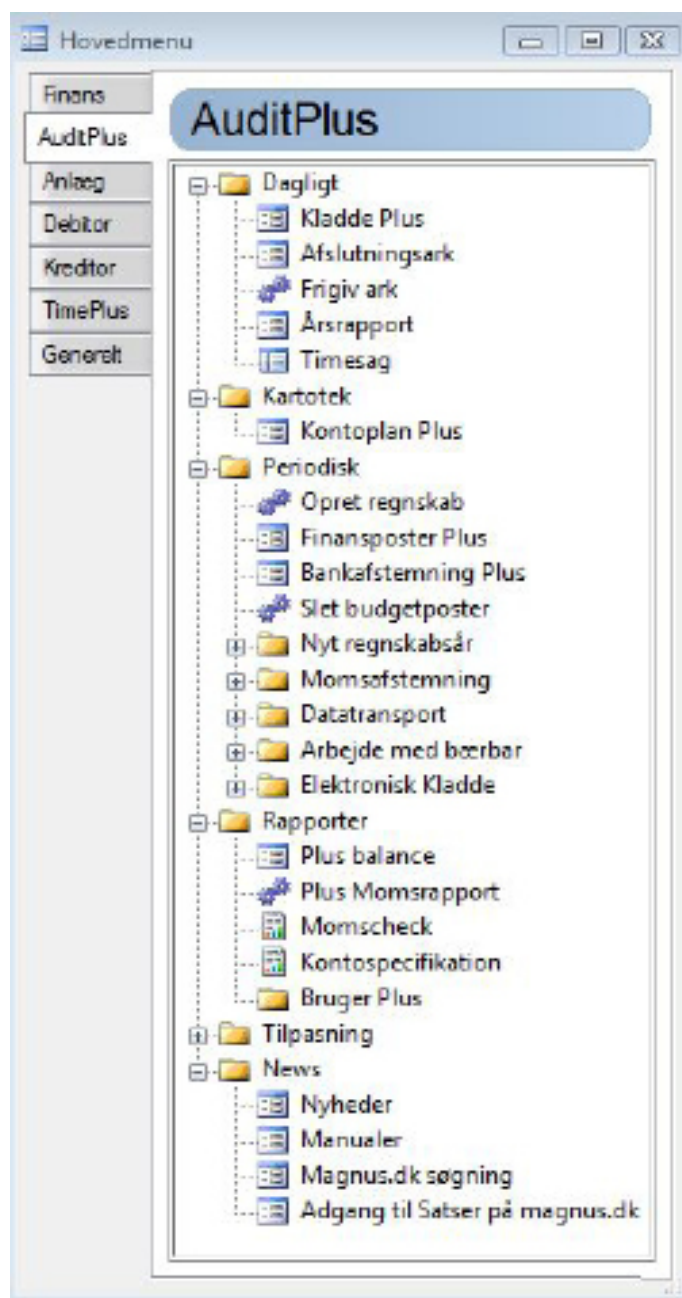 Hovedmenu
Finans
AuditPlus
Anlæg
Debitor
Kreditor
TimePlus
Generelt
AuditPlus
Dagligt
Kladde Plus
Afslutningsark
Frigiv ark
Årsrapport
Timesag
Kartotek
Kontoplan Plus
Periodisk
Opret regnskab
Finansposter Plus
Bankafstemning Plus
Slet budgetposter
Nyt regnskabsår
Momsafstemning
Datatransport
Arbejde med bærbar
Elektronisk Kladde
Rapporter
Plus balance
Plus Momsrapport
Momscheck
Kontospecifikation
Bruger Plus
Tilpasning
News
Nyheder
Manualer
Magnus.dk søgning
Adgang til Satser på magnus.dk